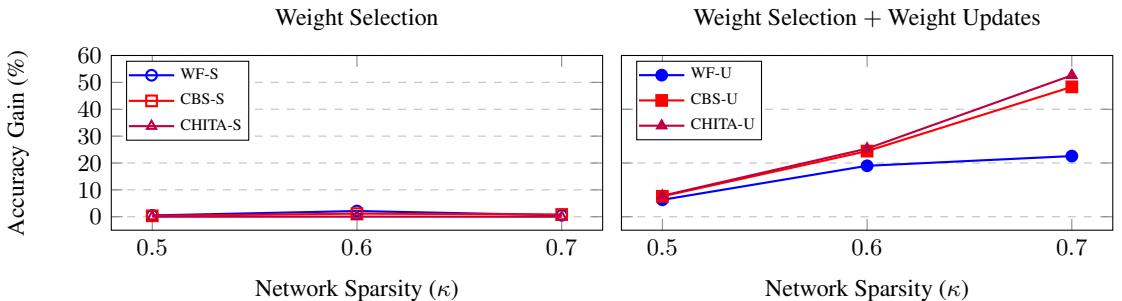 Weight Selection
Weight Selection + Weight Updates
Accuracy Gain (%)
60
50
40
30
20
10
0
WF-S
CBS-S
CHITA-S
0.5
0.6
0.7
Network Sparsity (κ)
WF-U
CBS-U
CHITA-U
0.5
0.6
0.7
Network Sparsity (κ)